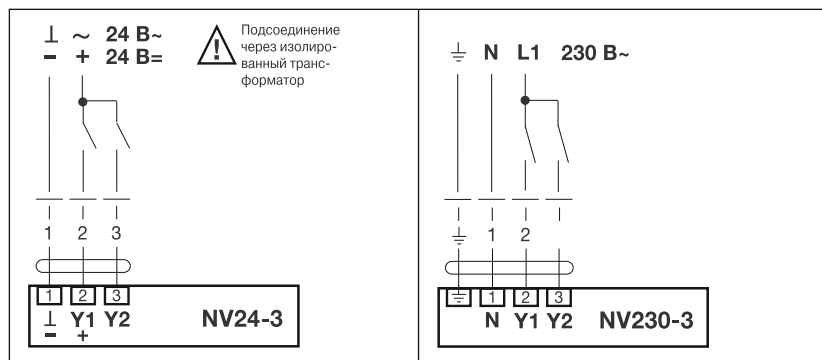 ⊥ ~ 24 В~
− + 24 В=
! Подсоединение
через изолиро-
ванный транс-
форматор
1 2 3
1 2 3
⊥ Y1 Y2 NV24-3
− +
⏚ N L1 230 В~
⏚ 1 2
⏚ 1 2 3
N Y1 Y2 NV230-3